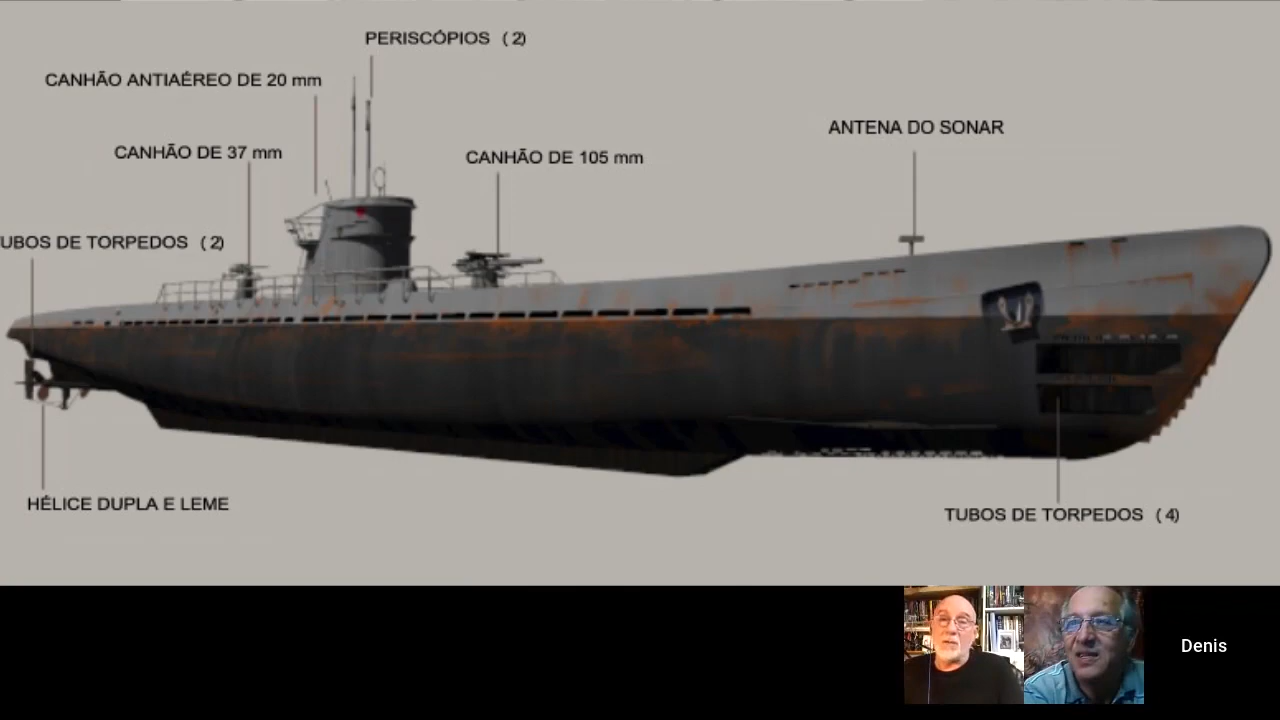 PERISCÓPIOS (2)
CANHÃO ANTIAÉREO DE 20 mm
ANTENA DO SONAR
CANHÃO DE 37 mm
CANHÃO DE 105 mm
UBOS DE TORPEDOS (2)
HÉLICE DUPLA E LEME
TUBOS DE TORPEDOS (4)
Denis